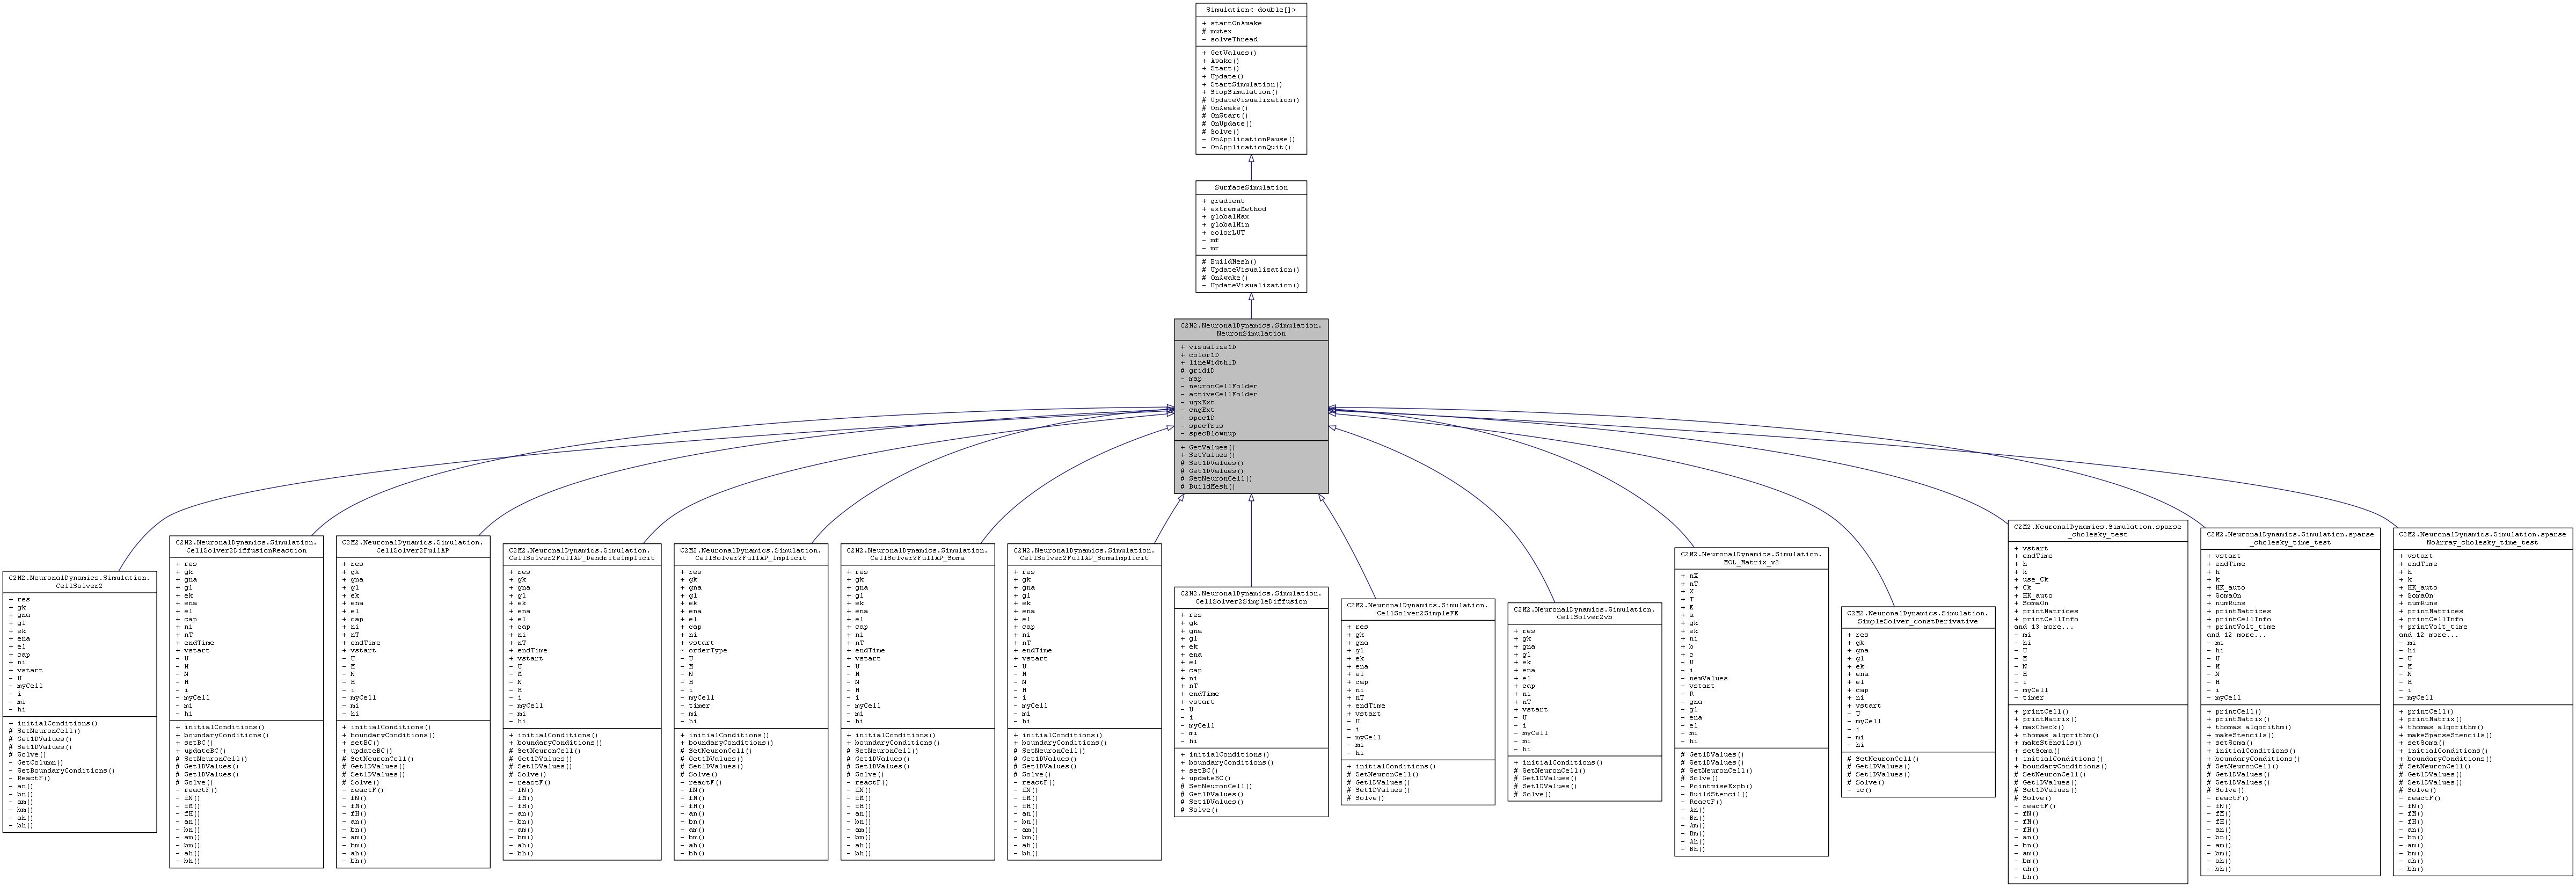 Simulation< double[]>
+ startOnAwake
# mutex
- solveThread
+ GetValues()
+ Awake()
+ Start()
+ Update()
+ StartSimulation()
+ StopSimulation()
# UpdateVisualization()
# OnAwake()
# OnStart()
# OnUpdate()
# Solve()
- OnApplicationPause()
- OnApplicationQuit()
SurfaceSimulation
+ gradient
+ extremaMethod
+ globalMax
+ globalMin
+ colorLUT
- mf
- mr
# BuildMesh()
# UpdateVisualization()
# OnAwake()
- UpdateVisualization()
C2M2.NeuronalDynamics.Simulation.
NeuronSimulation
+ visualize1D
+ color1D
+ lineWidth1D
# grid1D
- map
- neuronCellFolder
- activeCellFolder
- ugxExt
- cngExt
- spec1D
- specTris
- specBlownup
+ GetValues()
+ SetValues()
# Set1DValues()
# Get1DValues()
# SetNeuronCell()
# BuildMesh()
C2M2.NeuronalDynamics.Simulation.
CellSolver2
+ res
+ gk
+ gna
+ gl
+ ek
+ ena
+ el
+ cap
+ ni
+ vstart
- U
- myCell
- i
- mi
- hi
+ initialConditions()
# SetNeuronCell()
# Get1DValues()
# Set1DValues()
# Solve()
- GetColumn()
- SetBoundaryConditions()
- ReactF()
- an()
- bn()
- am()
- bm()
- ah()
- bh()
C2M2.NeuronalDynamics.Simulation.
CellSolver2DiffusionReaction
+ res
+ gk
+ gna
+ gl
+ ek
+ ena
+ el
+ cap
+ ni
+ nT
+ endTime
+ vstart
- U
- M
- N
- H
- i
- myCell
- mi
- hi
+ initialConditions()
+ boundaryConditions()
+ setBC()
+ updateBC()
# SetNeuronCell()
# Get1DValues()
# Set1DValues()
# Solve()
- reactF()
- fN()
- fM()
- fH()
- an()
- bn()
- am()
- bm()
- ah()
- bh()
C2M2.NeuronalDynamics.Simulation.
CellSolver2FullAP
+ res
+ gk
+ gna
+ gl
+ ek
+ ena
+ el
+ cap
+ ni
+ nT
+ endTime
+ vstart
- U
- M
- N
- H
- i
- myCell
- mi
- hi
+ initialConditions()
+ boundaryConditions()
+ setBC()
+ updateBC()
# SetNeuronCell()
# Get1DValues()
# Set1DValues()
# Solve()
- reactF()
- fN()
- fM()
- fH()
- an()
- bn()
- am()
- bm()
- ah()
- bh()
C2M2.NeuronalDynamics.Simulation.
CellSolver2FullAP_DendriteImplicit
+ res
+ gk
+ gna
+ gl
+ ek
+ ena
+ el
+ cap
+ ni
+ nT
+ endTime
+ vstart
- U
- M
- N
- H
- i
- myCell
- mi
- hi
+ initialConditions()
+ boundaryConditions()
# SetNeuronCell()
# Get1DValues()
# Set1DValues()
# Solve()
- reactF()
- fN()
- fM()
- fH()
- an()
- bn()
- am()
- bm()
- ah()
- bh()
C2M2.NeuronalDynamics.Simulation.
CellSolver2FullAP_Implicit
+ res
+ gk
+ gna
+ gl
+ ek
+ ena
+ el
+ cap
+ ni
+ vstart
- orderType
- U
- M
- N
- H
- i
- myCell
- timer
- mi
- hi
+ initialConditions()
+ boundaryConditions()
# SetNeuronCell()
# Get1DValues()
# Set1DValues()
# Solve()
- reactF()
- fN()
- fM()
- fH()
- an()
- bn()
- am()
- bm()
- ah()
- bh()
C2M2.NeuronalDynamics.Simulation.
CellSolver2FullAP_Soma
+ res
+ gk
+ gna
+ gl
+ ek
+ ena
+ el
+ cap
+ ni
+ nT
+ endTime
+ vstart
- U
- M
- N
- H
- i
- myCell
- mi
- hi
+ initialConditions()
+ boundaryConditions()
# SetNeuronCell()
# Get1DValues()
# Set1DValues()
# Solve()
- reactF()
- fN()
- fM()
- fH()
- an()
- bn()
- am()
- bm()
- ah()
- bh()
C2M2.NeuronalDynamics.Simulation.
CellSolver2FullAP_SomaImplicit
+ res
+ gk
+ gna
+ gl
+ ek
+ ena
+ el
+ cap
+ ni
+ nT
+ endTime
+ vstart
- U
- M
- N
- H
- i
- myCell
- mi
- hi
+ initialConditions()
+ boundaryConditions()
# SetNeuronCell()
# Get1DValues()
# Set1DValues()
# Solve()
- reactF()
- fN()
- fM()
- fH()
- an()
- bn()
- am()
- bm()
- ah()
- bh()
C2M2.NeuronalDynamics.Simulation.
CellSolver2SimpleDiffusion
+ res
+ gk
+ gna
+ gl
+ ek
+ ena
+ el
+ cap
+ ni
+ nT
+ endTime
+ vstart
- U
- i
- myCell
- mi
- hi
+ initialConditions()
+ boundaryConditions()
+ setBC()
+ updateBC()
# SetNeuronCell()
# Get1DValues()
# Set1DValues()
# Solve()
C2M2.NeuronalDynamics.Simulation.
CellSolver2SimpleFE
+ res
+ gk
+ gna
+ gl
+ ek
+ ena
+ el
+ cap
+ ni
+ nT
+ endTime
+ vstart
- U
- i
- myCell
- mi
- hi
+ initialConditions()
# SetNeuronCell()
# Get1DValues()
# Set1DValues()
# Solve()
C2M2.NeuronalDynamics.Simulation.
CellSolver2vb
+ res
+ gk
+ gna
+ gl
+ ek
+ ena
+ el
+ cap
+ ni
+ nT
+ vstart
- U
- i
- myCell
- mi
- hi
+ initialConditions()
# SetNeuronCell()
# Get1DValues()
# Set1DValues()
# Solve()
C2M2.NeuronalDynamics.Simulation.
MOL_Matrix_v2
+ nX
+ nT
+ X
+ T
+ E
+ a
+ gk
+ ek
+ ni
+ b
+ c
- U
- i
- newValues
- vstart
- R
- gna
- gl
- ena
- el
- mi
- hi
# Get1DValues()
# Set1DValues()
# SetNeuronCell()
# Solve()
- PointwiseExpb()
- BuildStencil()
- ReactF()
- An()
- Bn()
- Am()
- Bm()
- Ah()
- Bh()
C2M2.NeuronalDynamics.Simulation.
SimpleSolver_constDerivative
+ res
+ gk
+ gna
+ gl
+ ek
+ ena
+ el
+ cap
+ ni
+ vstart
- U
- myCell
- i
- mi
- hi
# SetNeuronCell()
# Get1DValues()
# Set1DValues()
# Solve()
- ic()
C2M2.NeuronalDynamics.Simulation.sparse
_cholesky_test
+ vstart
+ endTime
+ h
+ k
+ use_Ck
+ Ck
+ HK_auto
+ SomaOn
+ printMatrices
+ printCellInfo
and 13 more...
- mi
- hi
- U
- M
- N
- H
- i
- myCell
- timer
+ printCell()
+ printMatrix()
+ maxCheck()
+ thomas_algorithm()
+ makeStencils()
+ setSoma()
+ initialConditions()
+ boundaryConditions()
# SetNeuronCell()
# Get1DValues()
# Set1DValues()
# Solve()
- reactF()
- fN()
- fM()
- fH()
- an()
- bn()
- am()
- bm()
- ah()
- bh()
C2M2.NeuronalDynamics.Simulation.sparse
_cholesky_time_test
+ vstart
+ endTime
+ h
+ k
+ HK_auto
+ SomaOn
+ numRuns
+ printMatrices
+ printCellInfo
+ printVolt_time
and 12 more...
- mi
- hi
- U
- M
- N
- H
- i
- myCell
+ printCell()
+ printMatrix()
+ thomas_algorithm()
+ makeStencils()
+ setSoma()
+ initialConditions()
+ boundaryConditions()
# SetNeuronCell()
# Get1DValues()
# Set1DValues()
# Solve()
- reactF()
- fN()
- fM()
- fH()
- an()
- bn()
- am()
- bm()
- ah()
- bh()
C2M2.NeuronalDynamics.Simulation.sparse
NoArray_cholesky_time_test
+ vstart
+ endTime
+ h
+ k
+ HK_auto
+ SomaOn
+ numRuns
+ printMatrices
+ printCellInfo
+ printVolt_time
and 12 more...
- mi
- hi
- U
- M
- N
- H
- i
- myCell
+ printCell()
+ printMatrix()
+ thomas_algorithm()
+ makeSparseStencils()
+ setSoma()
+ initialConditions()
+ boundaryConditions()
# SetNeuronCell()
# Get1DValues()
# Set1DValues()
# Solve()
- reactF()
- fN()
- fM()
- fH()
- an()
- bn()
- am()
- bm()
- ah()
- bh()